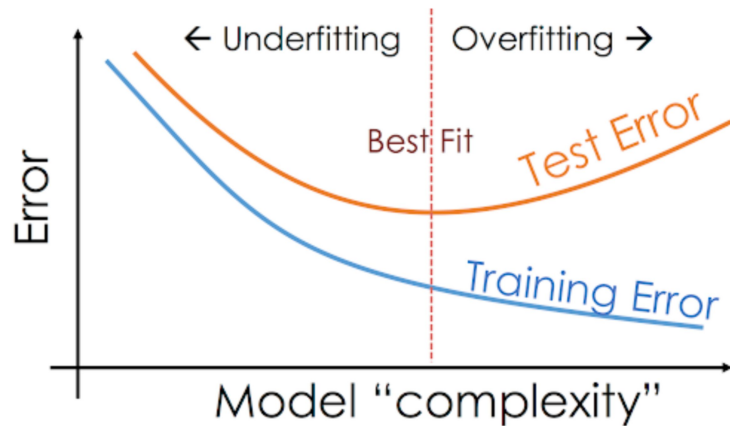 ← Underfitting
Overfitting →
Best Fit
Test Error
Training Error
Error
Model “complexity”